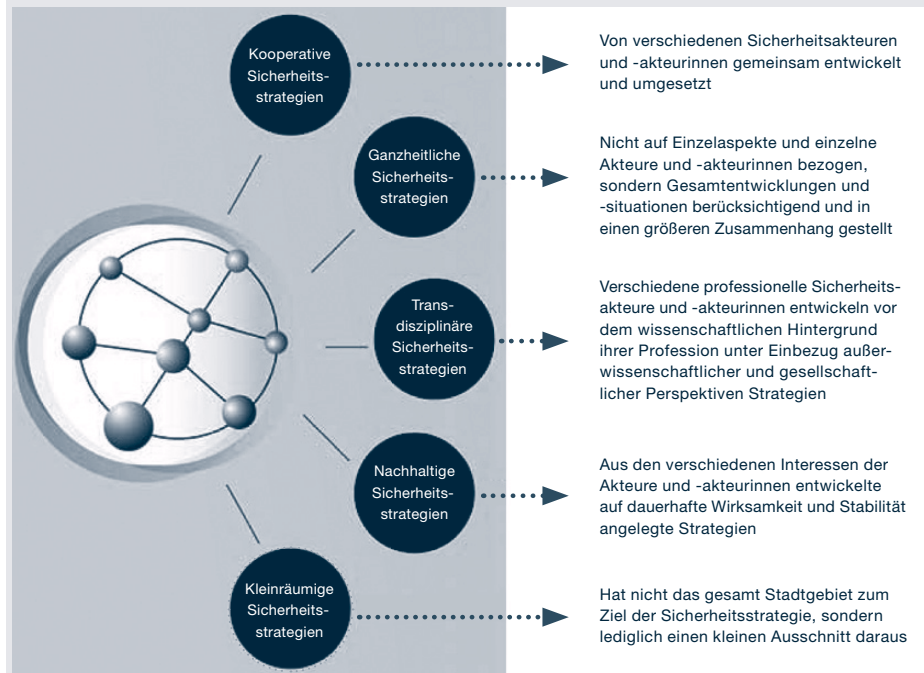 Kooperative
Sicherheits-
strategien
Von verschiedenen Sicherheitsakteuren
und -akteurinnen gemeinsam entwickelt
und umgesetzt
Ganzheitliche
Sicherheits-
strategien
Nicht auf Einzelaspekte und einzelne
Akteure und -akteurinnen bezogen,
sondern Gesamtentwicklungen und
-situationen berücksichtigend und in
einen größeren Zusammenhang gestellt
Trans-
disziplinäre
Sicherheits-
strategien
Verschiedene professionelle Sicherheits-
akteure und -akteurinnen entwickeln vor
dem wissenschaftlichen Hintergrund
ihrer Profession unter Einbezug außer-
wissenschaftlicher und gesellschaft-
licher Perspektiven Strategien
Nachhaltige
Sicherheits-
strategien
Aus den verschiedenen Interessen der
Akteure und -akteurinnen entwickelte
auf dauerhafte Wirksamkeit und Stabilität
angelegte Strategien
Kleinräumige
Sicherheits-
strategien
Hat nicht das gesamt Stadtgebiet zum
Ziel der Sicherheitsstrategie, sondern
lediglich einen kleinen Ausschnitt daraus